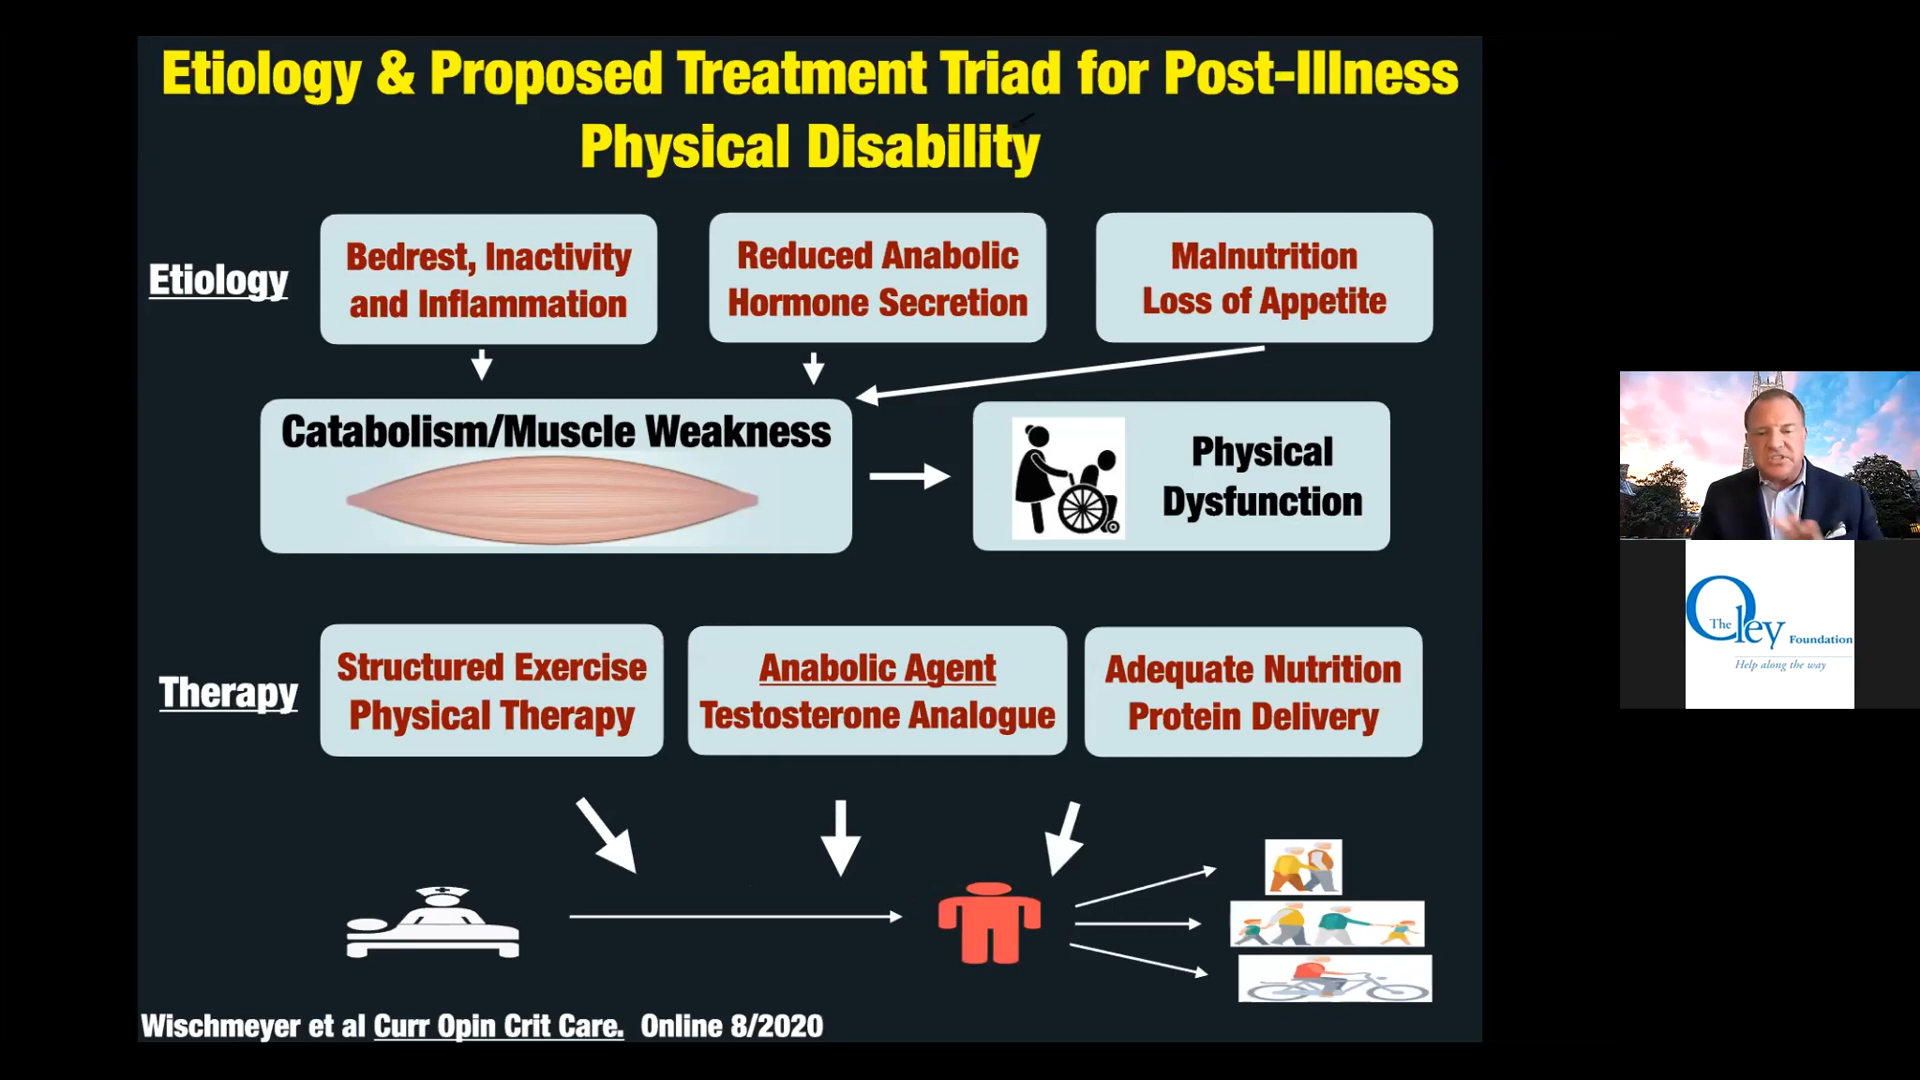 Etiology & Proposed Treatment Triad for Post-Illness
Physical Disability
Etiology
Bedrest, Inactivity
and Inflammation
Reduced Anabolic
Hormone Secretion
Malnutrition
Loss of Appetite
Catabolism/Muscle Weakness
Physical
Dysfunction
Therapy
Structured Exercise
Physical Therapy
Anabolic Agent
Testosterone Analogue
Adequate Nutrition
Protein Delivery
Wischmeyer et al Curr Opin Crit Care. Online 8/2020
The Oley Foundation
Help along the way